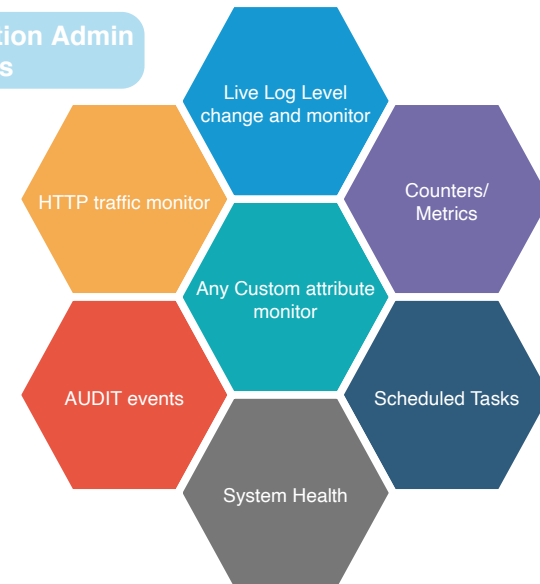 tion Admin
s
Live Log Level
change and monitor
HTTP traffic monitor
Counters/
Metrics
Any Custom attribute
monitor
AUDIT events
Scheduled Tasks
System Health